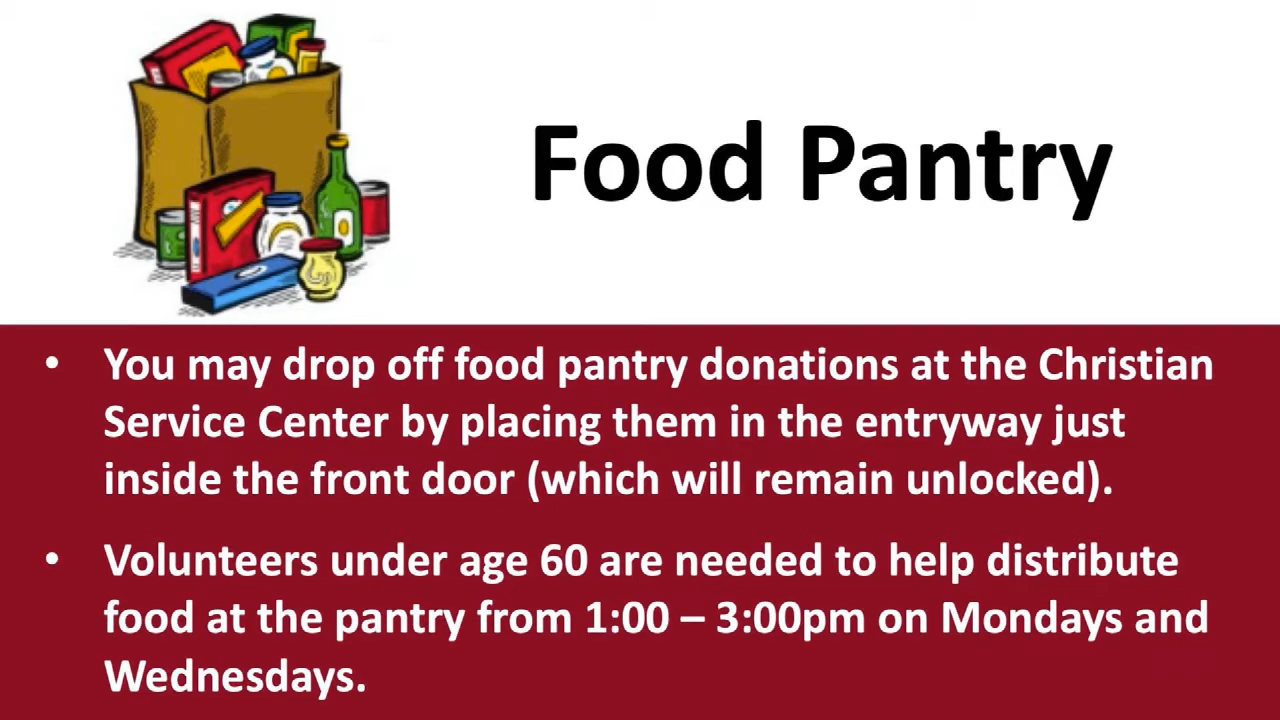 Food Pantry
• You may drop off food pantry donations at the Christian
Service Center by placing them in the entryway just
inside the front door (which will remain unlocked).
• Volunteers under age 60 are needed to help distribute
food at the pantry from 1:00 – 3:00pm on Mondays and
Wednesdays.